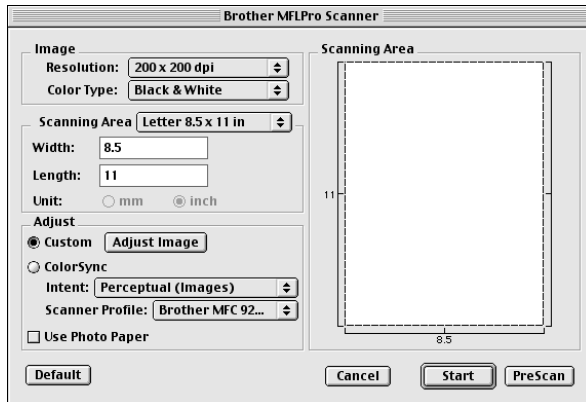 Brother MFLPro Scanner
Image
Resolution: 200 x 200 dpi
Color Type: Black & White
Scanning Area Letter 8.5 x 11 in
Width: 8.5
Length: 11
Unit: mm inch
Adjust
Custom Adjust Image
ColorSync
Intent: Perceptual (Images)
Scanner Profile: Brother MFC 92...
Use Photo Paper
Scanning Area
11
8.5
Default Cancel Start PreScan